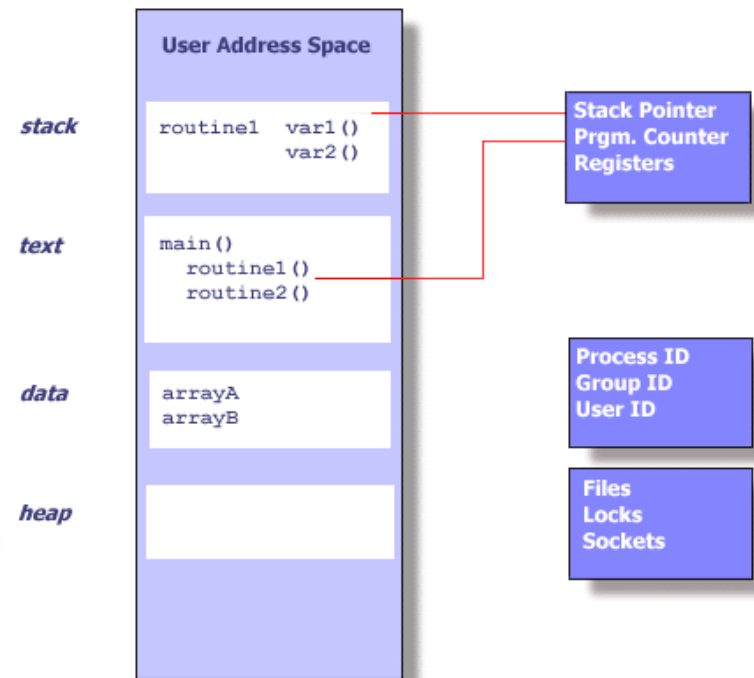 User Address Space
stack
routine1 var1()
var2()
text
main()
routine1()
routine2()
data
arrayA
arrayB
heap
Stack Pointer
Prgm. Counter
Registers
Process ID
Group ID
User ID
Files
Locks
Sockets